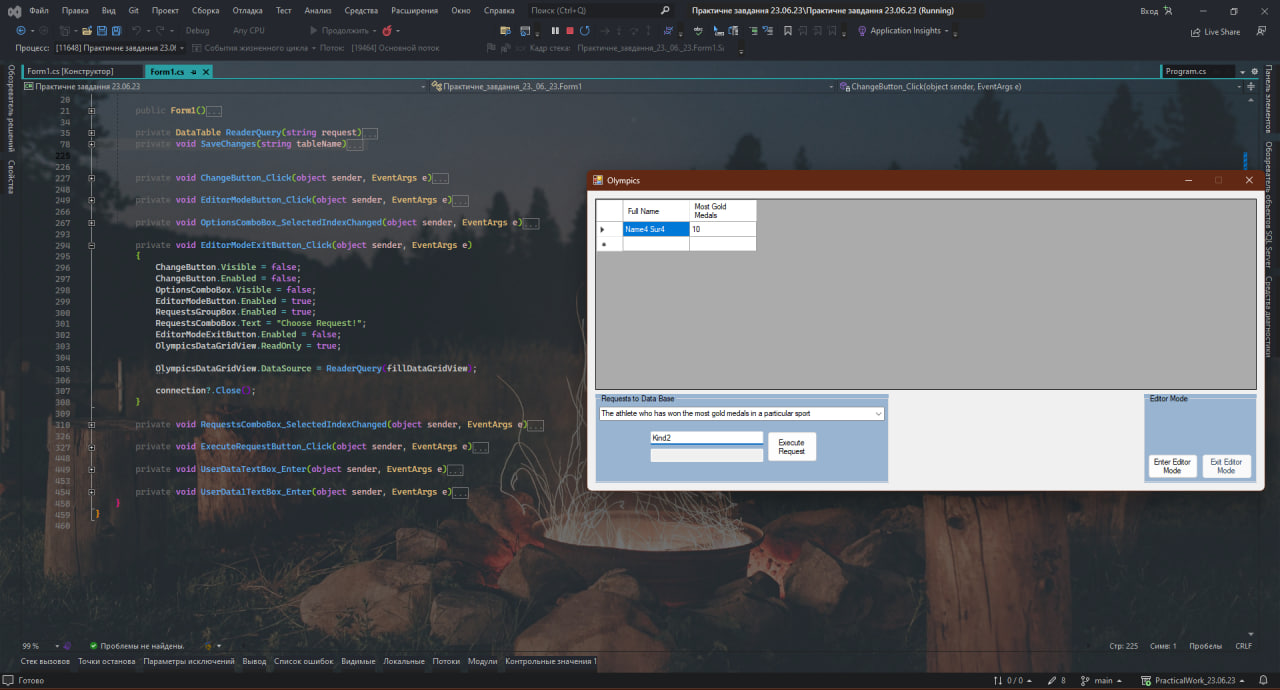 Файл Правка Вид Git Проект Сборка Отладка Тест Анализ Средства Расширения Окно Справка Поиск (Ctrl+Q) Практичне завдання 23.06.23\Практичне завдання 23.06.23 (Running) Вход
Debug Any CPU Продолжить Application Insights Live Share
Процесс: [11648] Практичне завдання 23.06 События жизненного цикла Поток: [19464] Основной поток Кадр стека: Практичне_завдання_23._06._23.Form1.S
Form1.cs [Конструктор] Form1.cs Program.cs
Практичне завдання 23.06.23 Практичне_завдання_23._06._23.Form1 ChangeButton_Click(object sender, EventArgs e)
Обозреватель решений Свойства
Панель элементов Обозреватель объектов SQL Server Средства диагностики
20
21 public Form1()...
35 private DataTable ReaderQuery(string request)...
78 private void SaveChanges(string tableName)...
225
226
227 private void ChangeButton_Click(object sender, EventArgs e)...
248
249 private void EditorModeButton_Click(object sender, EventArgs e)...
266
267 private void OptionsComboBox_SelectedIndexChanged(object sender, EventArgs e)...
293
294 private void EditorModeExitButton_Click(object sender, EventArgs e)
295 {
296 ChangeButton.Visible = false;
297 ChangeButton.Enabled = false;
298 OptionsComboBox.Visible = false;
299 EditorModeButton.Enabled = true;
300 RequestsGroupBox.Enabled = true;
301 RequestsComboBox.Text = "Choose Request!";
302 EditorModeExitButton.Enabled = false;
303 OlympicsDataGridView.ReadOnly = true;
304
305 OlympicsDataGridView.DataSource = ReaderQuery(fillDataGridView);
306
307 connection?.Close();
308 }
309
310 private void RequestsComboBox_SelectedIndexChanged(object sender, EventArgs e)...
326
327 private void ExecuteRequestButton_Click(object sender, EventArgs e)...
448
449 private void UserDataTextBox_Enter(object sender, EventArgs e)...
453
454 private void UserData1TextBox_Enter(object sender, EventArgs e)...
458 }
459 }
460
Olympics
Full Name Most Gold
Medals
Name4 Sur4 10
Requests to Data Base Editor Mode
The athlete who has won the most gold medals in a particular sport
Kind2
Execute
Request
Enter Editor
Mode
Exit Editor
Mode
99 % Проблемы не найдены. Стр: 225 Симв: 1 Пробелы CRLF
Стек вызовов Точки останова Параметры исключений Вывод Список ошибок Видимые Локальные Потоки Модули Контрольные значения 1
Готово 0 / 0 8 main PracticalWork_23.06.23